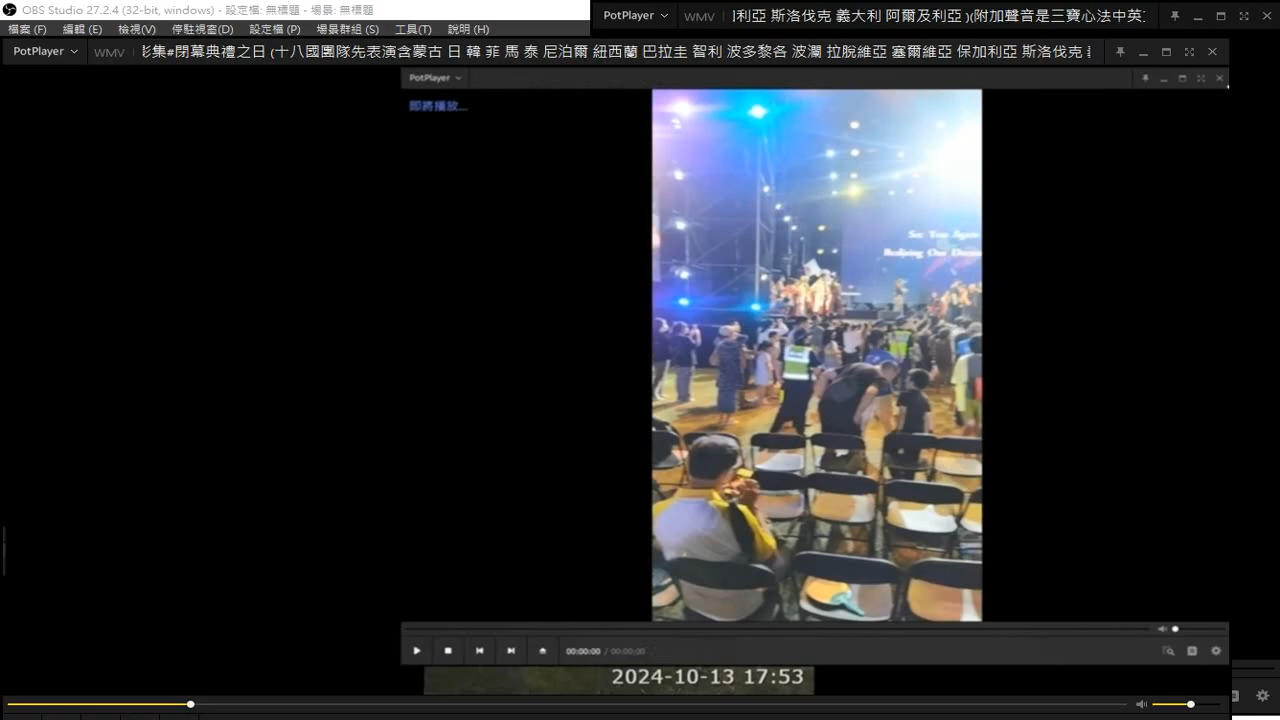 OBS Studio 27.2.4 (32-bit, windows) - 設定檔: 無標題 - 場景: 無標題
檔案 (F) 編輯 (E) 檢視(V) 停駐視窗(D) 設定檔 (P) 場景群組 (S) 工具(T) 說明 (H)
PotPlayer WMV 利亞 斯洛伐克 義大利 阿爾及利亞 )(附加聲音是三寶心法中英
PotPlayer WMV 影集#閉幕典禮之日 (十八國團隊先表演含蒙古 日 韓 菲 馬 泰 尼泊爾 紐西蘭 巴拉圭 智利 波多黎各 波瀾 拉脫維亞 塞爾維亞 保加利亞 斯洛伐克
PotPlayer
即將播放...
See You Again
Realizing Our
00:00:00 / 00:00:00
2024-10-13 17:53